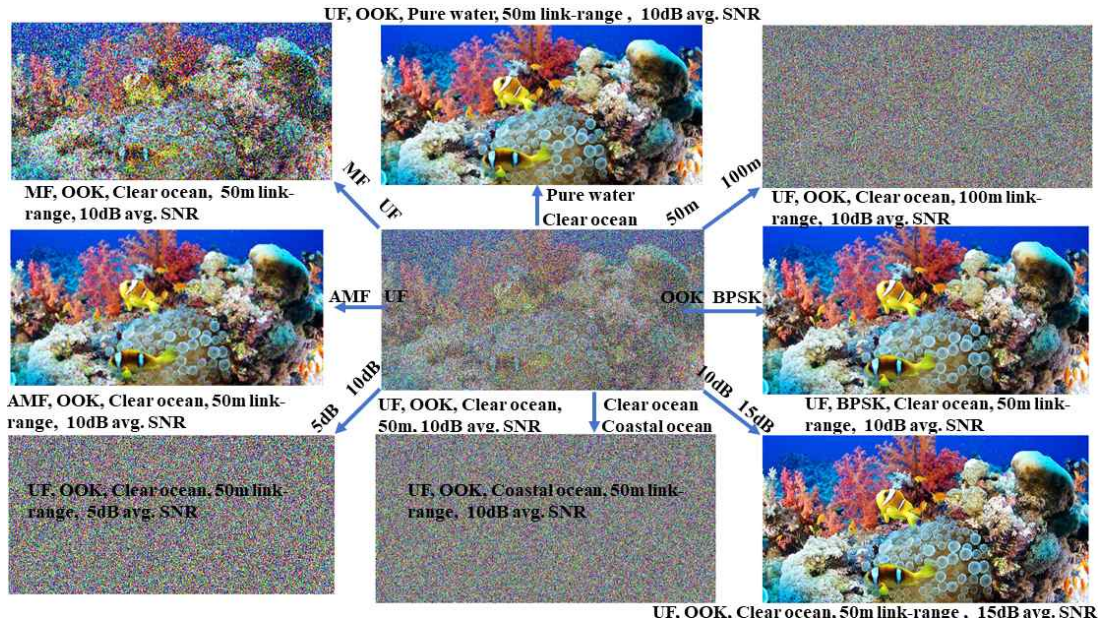 UF, OOK, Pure water, 50m link-range , 10dB avg. SNR
MF
UF
MF, OOK, Clear ocean, 50m link-
range, 10dB avg. SNR
Pure water
Clear ocean
100m
50m
UF, OOK, Clear ocean, 100m link-
range, 10dB avg. SNR
AMF UF
OOK BPSK
AMF, OOK, Clear ocean, 50m link-
range, 10dB avg. SNR
10dB
5dB
UF, OOK, Clear ocean,
50m, 10dB avg. SNR
Clear ocean
Coastal ocean
10dB
15dB
UF, BPSK, Clear ocean, 50m link-
range, 10dB avg. SNR
UF, OOK, Clear ocean, 50m link-
range, 5dB avg. SNR
UF, OOK, Coastal ocean, 50m link-
range, 10dB avg. SNR
UF, OOK, Clear ocean, 50m link-range , 15dB avg. SNR